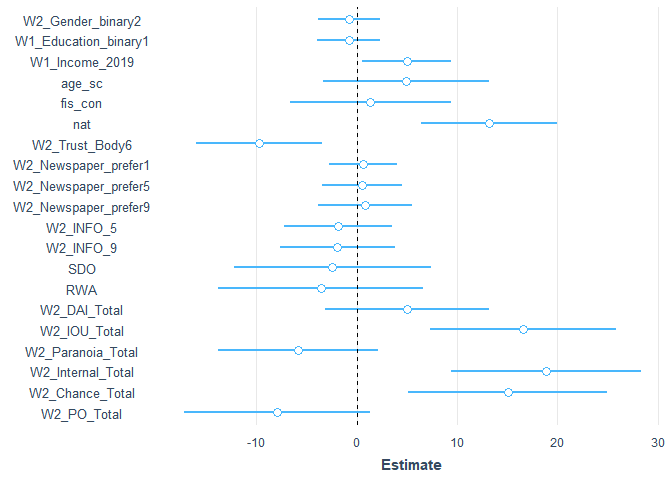 W2_Gender_binary2
W1_Education_binary1
W1_Income_2019
age_sc
fis_con
nat
W2_Trust_Body6
W2_Newspaper_prefer1
W2_Newspaper_prefer5
W2_Newspaper_prefer9
W2_INFO_5
W2_INFO_9
SDO
RWA
W2_DAI_Total
W2_IOU_Total
W2_Paranoia_Total
W2_Internal_Total
W2_Chance_Total
W2_PO_Total
-10 0 10 20 30
Estimate